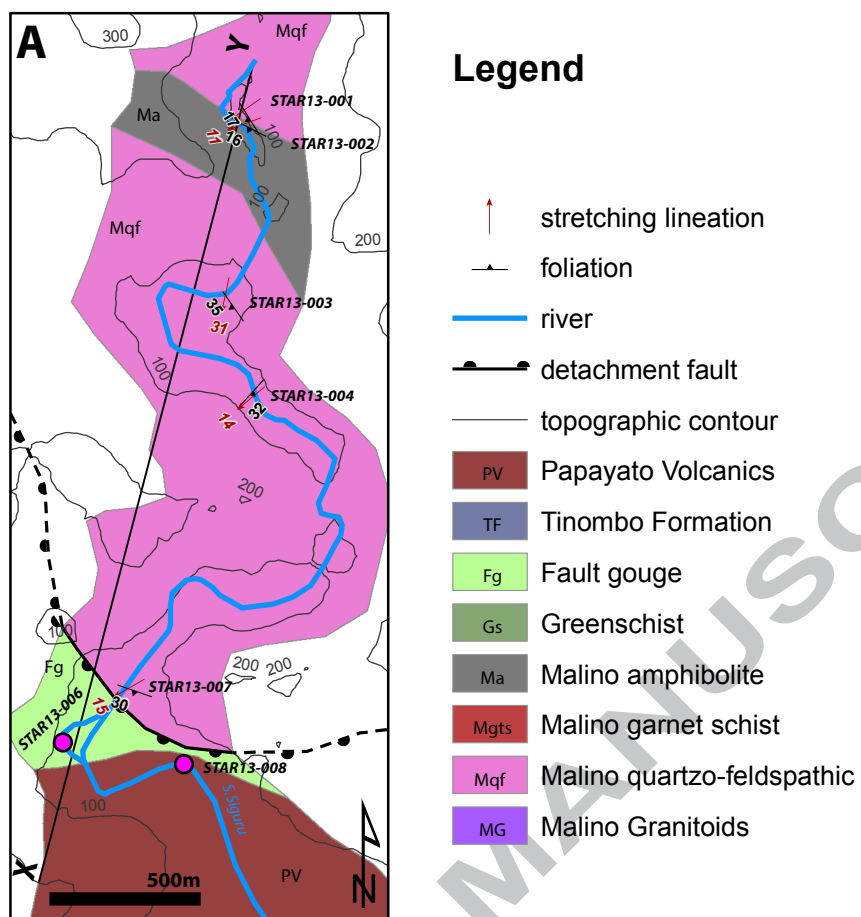 A
300
Mqf
Y
STAR13-001
17
Ma
11
16
100
STAR13-002
100
200
Mqf
STAR13-003
35
31
100
STAR13-004
32
14
200
100
Fg
200
200
STAR13-007
15
30
STAR13-006
STAR13-008
S.Siguru
100
X
500m
PV
N
Legend
stretching lineation
foliation
river
detachment fault
topographic contour
PV Papayato Volcanics
TF Tinombo Formation
Fg Fault gouge
Gs Greenschist
Ma Malino amphibolite
Mgts Malino garnet schist
Mqf Malino quartzo-feldspathic
MG Malino Granitoids
MANUSC